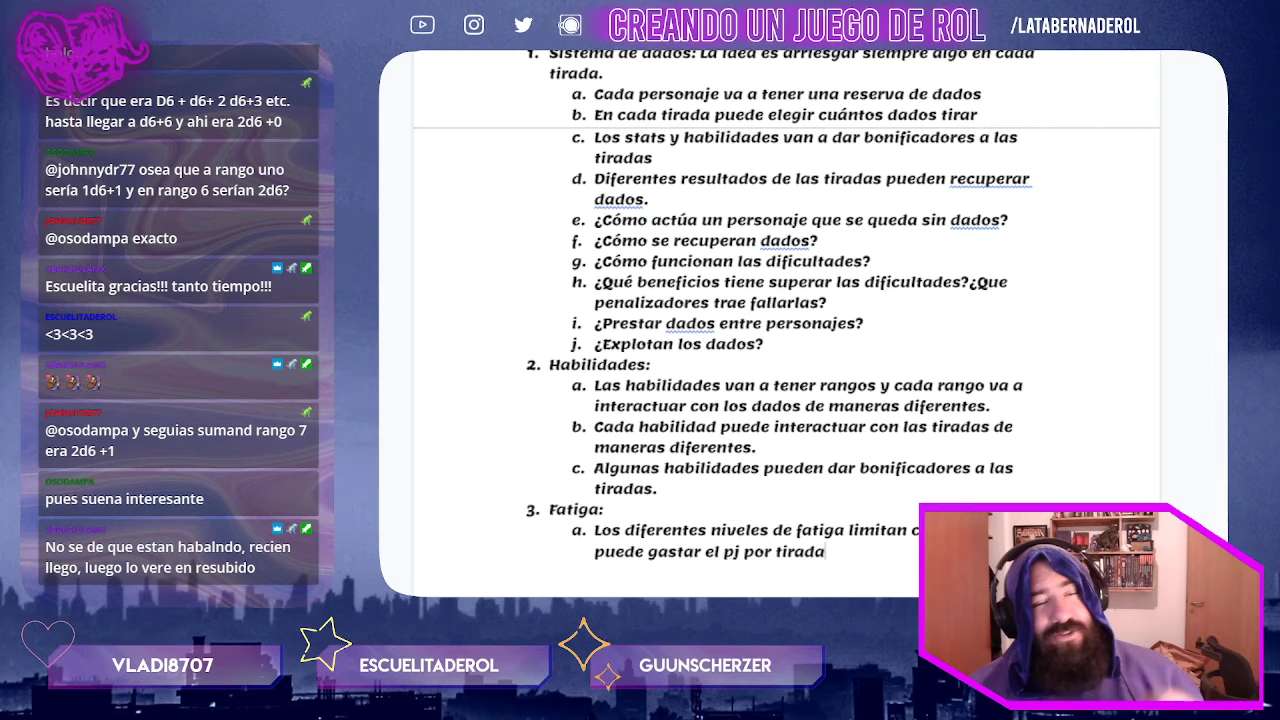 CREANDO UN JUEGO DE ROL
/LATABERNADEROL
Es decir que era D6 + d6+ 2 d6+3 etc.
hasta llegar a d6+6 y ahi era 2d6 +0
@johnnydr77 osea que a rango uno
sería 1d6+1 y en rango 6 serían 2d6?
@osodampa exacto
Escuelita gracias!!! tanto tiempo!!!
ESCUELITADEROL
<3<3<3
@osodampa y seguias sumand rango 7
era 2d6 +1
OSODAMPA
pues suena interesante
No se de que estan habalndo, recien
llego, luego lo vere en resubido
1. Sistema de dados: La idea es arriesgar siempre algo en cada
tirada.
a. Cada personaje va a tener una reserva de dados
b. En cada tirada puede elegir cuántos dados tirar
c. Los stats y habilidades van a dar bonificadores a las
tiradas
d. Diferentes resultados de las tiradas pueden recuperar
dados.
e. ¿Cómo actúa un personaje que se queda sin dados?
f. ¿Cómo se recuperan dados?
g. ¿Cómo funcionan las dificultades?
h. ¿Qué beneficios tiene superar las dificultades?¿Que
penalizadores trae fallarlas?
i. ¿Prestar dados entre personajes?
j. ¿Explotan los dados?
2. Habilidades:
a. Las habilidades van a tener rangos y cada rango va a
interactuar con los dados de maneras diferentes.
b. Cada habilidad puede interactuar con las tiradas de
maneras diferentes.
c. Algunas habilidades pueden dar bonificadores a las
tiradas.
3. Fatiga:
a. Los diferentes niveles de fatiga limitan
puede gastar el pj por tirada
VLADI8707
ESCUELITADEROL
GUUNSCHERZER